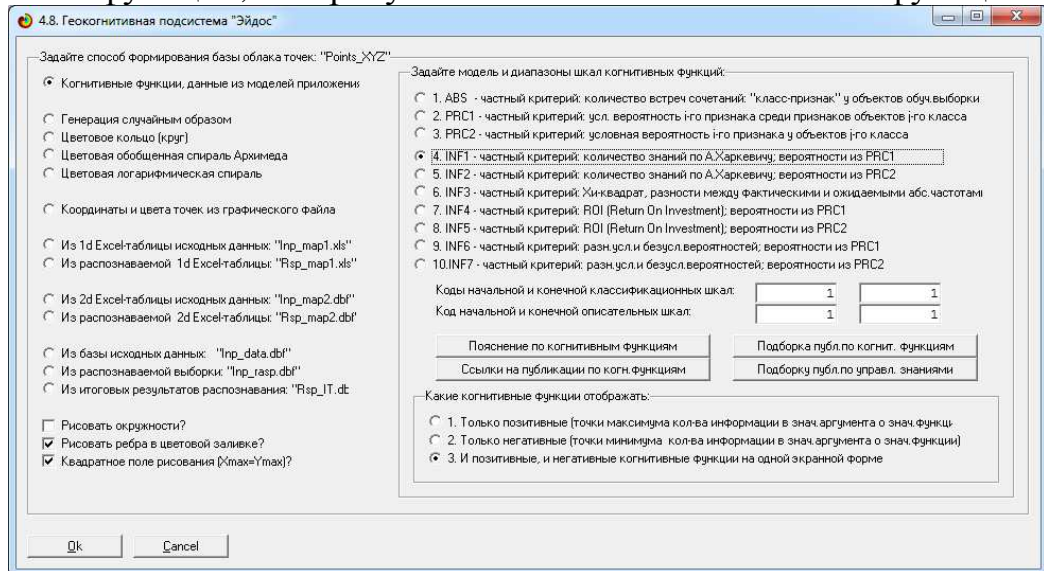 4.8. Геокогнитивная подсистема "Эйдос"
Задайте способ формирования базы облака точек: "Points_XYZ"
Когнитивные функции, данные из моделей приложения
Генерация случайным образом
Цветовое кольцо (круг)
Цветовая обобщенная спираль Архимеда
Цветовая логарифмическая спираль
Координаты и цвета точек из графического файла
Из 1d Excel-таблицы исходных данных: "Inp_map1.xls"
Из распознаваемой 1d Excel-таблицы: "Rsp_map1.xls"
Из 2d Excel-таблицы исходных данных: "Inp_map2.dbf"
Из распознаваемой 2d Excel-таблицы: "Rsp_map2.dbf"
Из базы исходных данных: "Inp_data.dbf"
Из распознаваемой выборки: "Inp_rasp.dbf"
Из итоговых результатов распознавания: "Rsp_IT.dt
Рисовать окружности?
Рисовать ребра в цветовой заливке?
Квадратное поле рисования (Xmax=Ymax)?
Задайте модель и диапазоны шкал когнитивных функций:
1. ABS - частный критерий: количество встреч сочетаний: "класс-признак" у объектов обуч.выборки
2. PRC1 - частный критерий: усл. вероятность i-го признака среди признаков объектов j-го класса
3. PRC2 - частный критерий: условная вероятность i-го признака у объектов j-го класса
4. INF1 - частный критерий: количество знаний по А.Харкевичу; вероятности из PRC1
5. INF2 - частный критерий: количество знаний по А.Харкевичу; вероятности из PRC2
6. INF3 - частный критерий: Хи-квадрат, разности между фактическими и ожидаемыми абс.частотами
7. INF4 - частный критерий: ROI (Return On Investment); вероятности из PRC1
8. INF5 - частный критерий: ROI (Return On Investment); вероятности из PRC2
9. INF6 - частный критерий: разн.усл.и безусл.вероятностей; вероятности из PRC1
10.INF7 - частный критерий: разн.усл.и безусл.вероятностей; вероятности из PRC2
Коды начальной и конечной классификационных шкал: 1 1
Код начальной и конечной описательных шкал: 1 1
Пояснение по когнитивным функциям Подборка публ.по когнит. функциям
Ссылки на публикации по когн.функциям Подборку публ.по управл. знаниями
Какие когнитивные функции отображать:
1. Только позитивные (точки максимума кол-ва информации в знач.аргумента о знач.функци
2. Только негативные (точки минимума кол-ва информации в знач.аргумента о знач.функции)
3. И позитивные, и негативные когнитивные функции на одной экранной форме
Ok Cancel